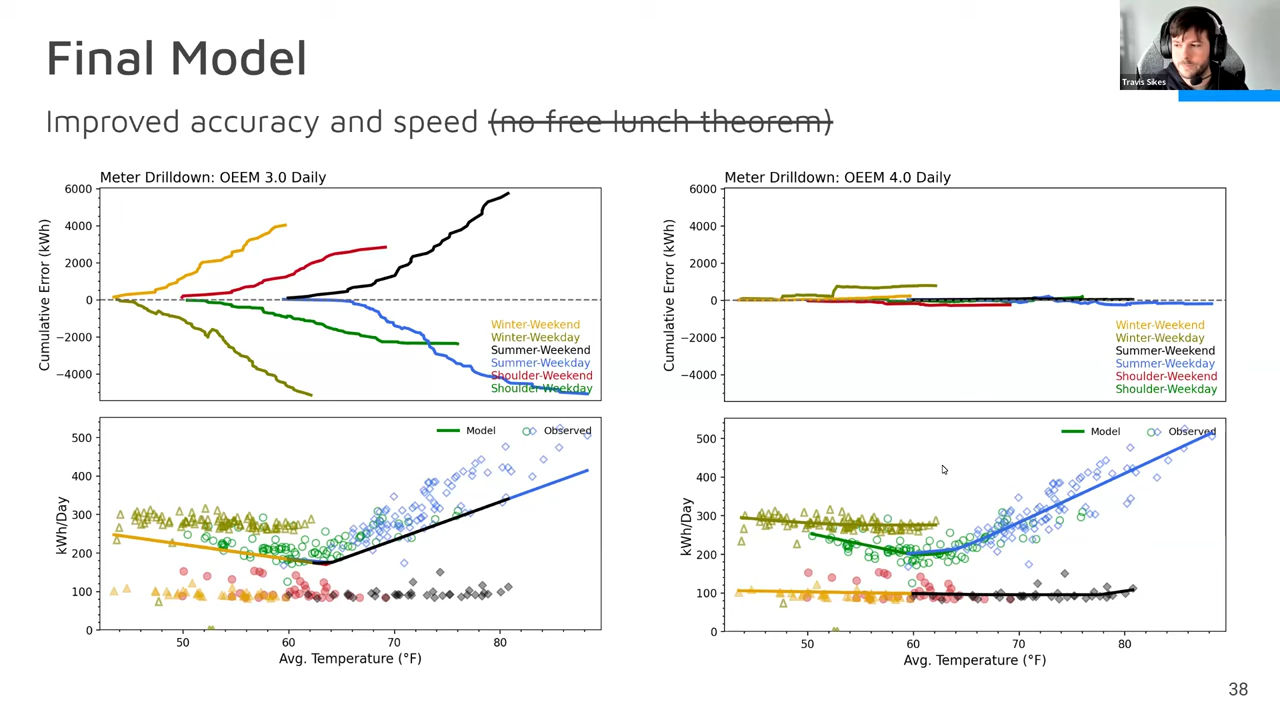 Final Model
Travis Sikes
Improved accuracy and speed (no free lunch theorem)
Meter Drilldown: OEEM 3.0 Daily
6000
4000
2000
0
−2000
−4000
Cumulative Error (kWh)
Winter-Weekend
Winter-Weekday
Summer-Weekend
Summer-Weekday
Shoulder-Weekend
Shoulder-Weekday
Model
Observed
500
400
300
200
100
0
kWh/Day
50
60
70
80
Avg. Temperature (°F)
Meter Drilldown: OEEM 4.0 Daily
6000
4000
2000
0
−2000
−4000
Cumulative Error (kWh)
Winter-Weekend
Winter-Weekday
Summer-Weekend
Summer-Weekday
Shoulder-Weekend
Shoulder-Weekday
Model
Observed
500
400
300
200
100
0
kWh/Day
50
60
70
80
Avg. Temperature (°F)
38